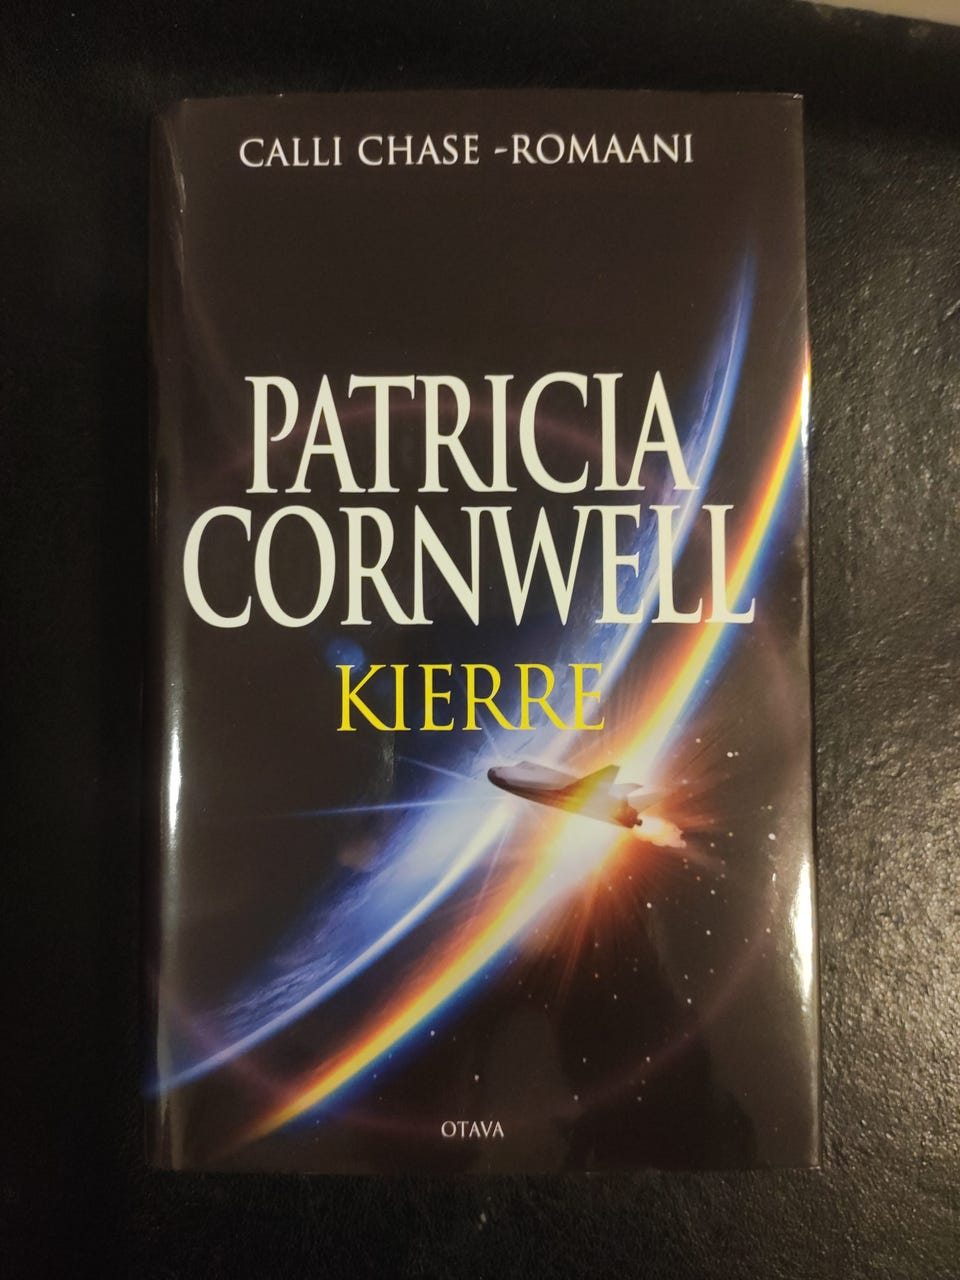 CALLI CHASE -ROMAANI
PATRICIA
CORNWELL
KIERRE
OTAVA